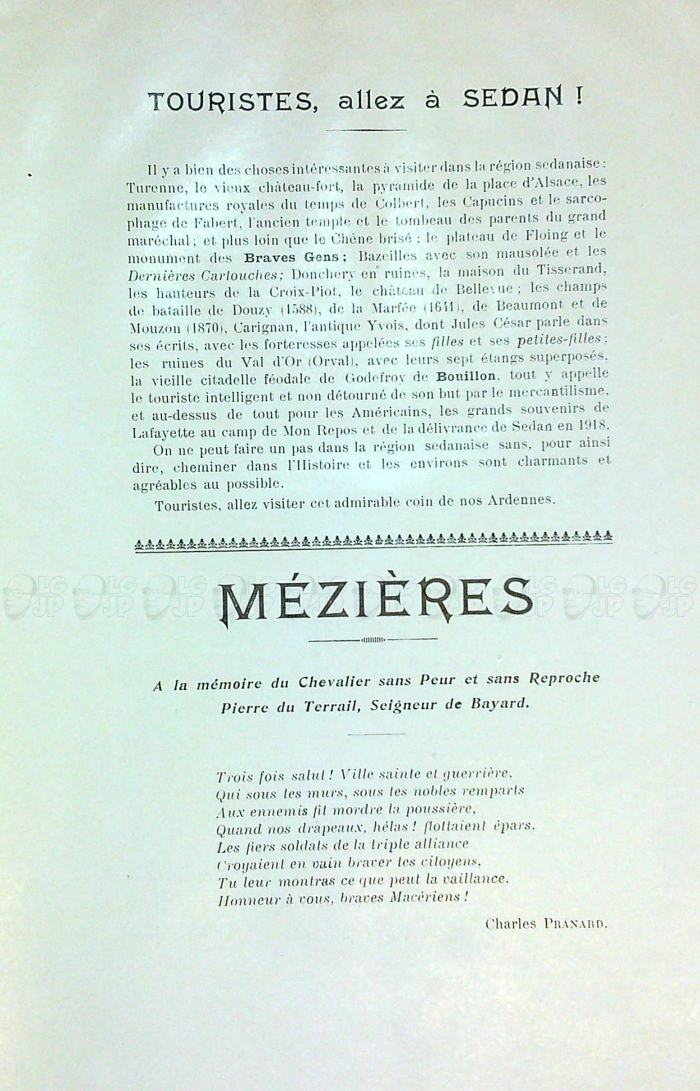 TOURISTES, allez à SEDAN !
Il y a bien des choses intéressantes à visiter dans la région sedanaise :
Turenne, le vieux château-fort, la pyramide de la place d'Alsace, les
manufactures royales du temps de Colbert, les Capucins et le sarco-
phage de Fabert, l'ancien temple et le tombeau des parents du grand
maréchal ; et plus loin que le Chêne brisé : le plateau de Floing et le
monument des Braves Gens ; Bazeilles avec son mausolée et les
Dernières Cartouches ; Donchery en ruines, la maison du Tisserand,
les hauteurs de la Croix-Piot, le château de Bellevue ; les champs
de bataille de Douzy (1588), de la Marfée (1641), de Beaumont et de
Mouzon (1870), Carignan, l'antique Yvois, dont Jules César parle dans
ses écrits, avec les forteresses appelées ses filles et ses petites-filles ;
les ruines du Val d'Or (Orval), avec leurs sept étangs superposés,
la vieille citadelle féodale de Godefroy de Bouillon, tout y appelle
le touriste intelligent et non détourné de son but par le mercantilisme,
et au-dessus de tout pour les Américains, les grands souvenirs de
Lafayette au camp de Mon Repos et de la délivrance de Sedan en 1918.
On ne peut faire un pas dans la région sedanaise sans, pour ainsi
dire, cheminer dans l'Histoire et les environs sont charmants et
agréables au possible.
Touristes, allez visiter cet admirable coin de nos Ardennes.
MÉZIÈRES
A la mémoire du Chevalier sans Peur et sans Reproche
Pierre du Terrail, Seigneur de Bayard.
Trois fois salut ! Ville sainte et guerrière,
Qui sous tes murs, sous tes nobles remparts
Aux ennemis fit mordre la poussière,
Quand nos drapeaux, hélas ! flottaient épars.
Les fiers soldats de la triple alliance
Croyaient en vain braver tes citoyens,
Tu leur montras ce que peut la vaillance.
Honneur à vous, braves Macériens !
Charles PRANARD.